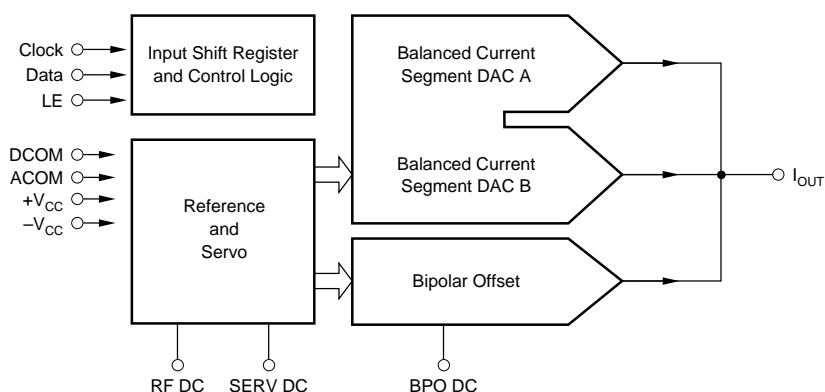 Clock
Data
LE
Input Shift Register
and Control Logic
Balanced Current
Segment DAC A
DCOM
ACOM
+VCC
–VCC
Reference
and
Servo
Balanced Current
Segment DAC B
IOUT
Bipolar Offset
RF DC
SERV DC
BPO DC